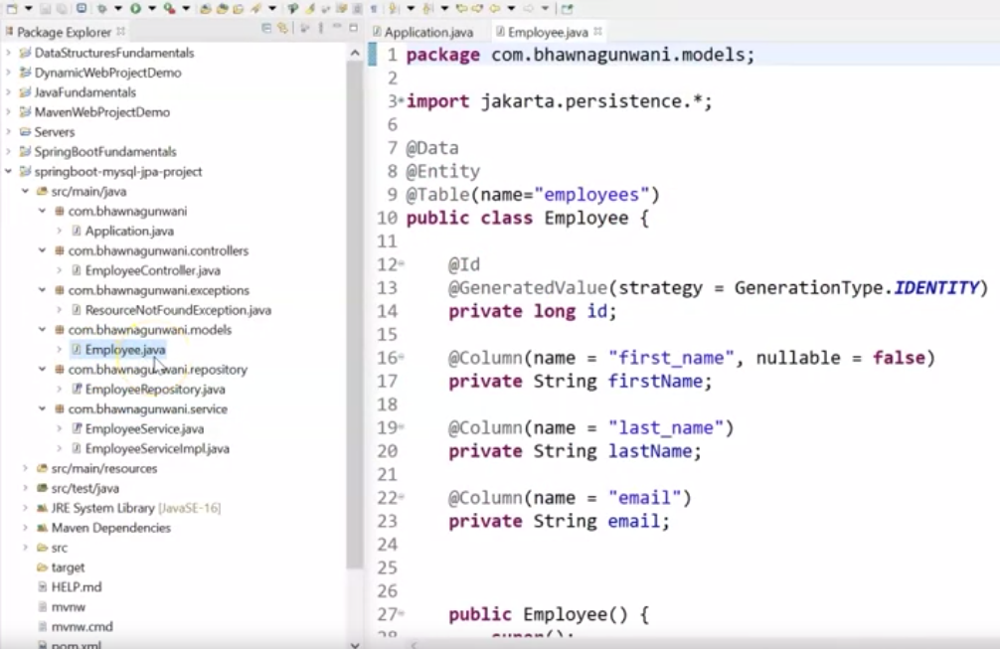 Package Explorer
DataStructuresFundamentals
DynamicWebProjectDemo
JavaFundamentals
MavenWebProjectDemo
Servers
SpringBootFundamentals
springboot-mysql-jpa-project
src/main/java
com.bhawnagunwani
Application.java
com.bhawnagunwani.controllers
EmployeeController.java
com.bhawnagunwani.exceptions
ResourceNotFoundException.java
com.bhawnagunwani.models
Employee.java
com.bhawnagunwani.repository
EmployeeRepository.java
com.bhawnagunwani.service
EmployeeService.java
EmployeeServiceImpl.java
src/main/resources
src/test/java
JRE System Library [JavaSE-16]
Maven Dependencies
src
target
HELP.md
mvnw
mvnw.cmd
pom.xml
Application.java Employee.java
1 package com.bhawnagunwani.models;
2
3 import jakarta.persistence.*;
6
7 @Data
8 @Entity
9 @Table(name="employees")
10 public class Employee {
11
12 @Id
13 @GeneratedValue(strategy = GenerationType.IDENTITY)
14 private long id;
15
16 @Column(name = "first_name", nullable = false)
17 private String firstName;
18
19 @Column(name = "last_name")
20 private String lastName;
21
22 @Column(name = "email")
23 private String email;
24
25
26
27 public Employee() {
28 super();